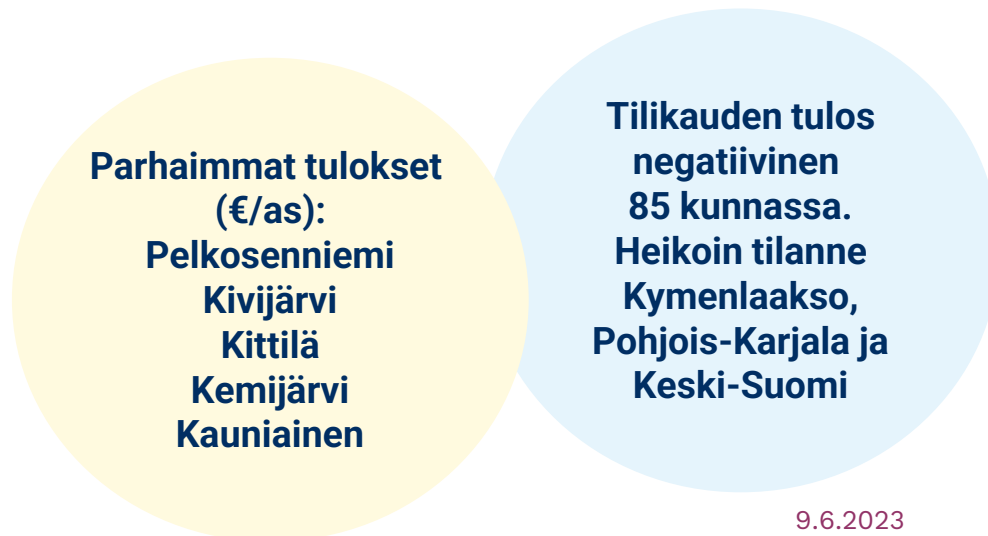 Parhaimmat tulokset
(€/as):
Pelkosenniemi
Kivijärvi
Kittilä
Kemijärvi
Kauniainen
Tilikauden tulos
negatiivinen
85 kunnassa.
Heikoin tilanne
Kymenlaakso,
Pohjois-Karjala ja
Keski-Suomi
9.6.2023